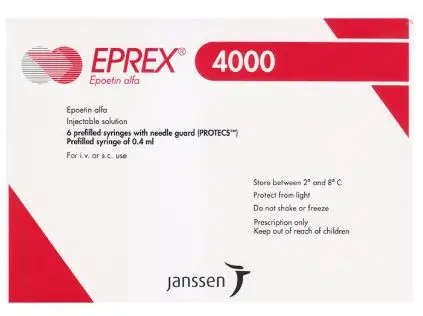 EPREX® 4000
Epoetin alfa
Epoetin alfa
Injectable solution
6 prefilled syringes with needle guard (PROTECS™)
Prefilled syringe of 0.4 ml
For i.v. or s.c. use
Store between 2° and 8° C
Protect from light
Do not shake or freeze
Prescription only
Keep out of reach of children
janssen